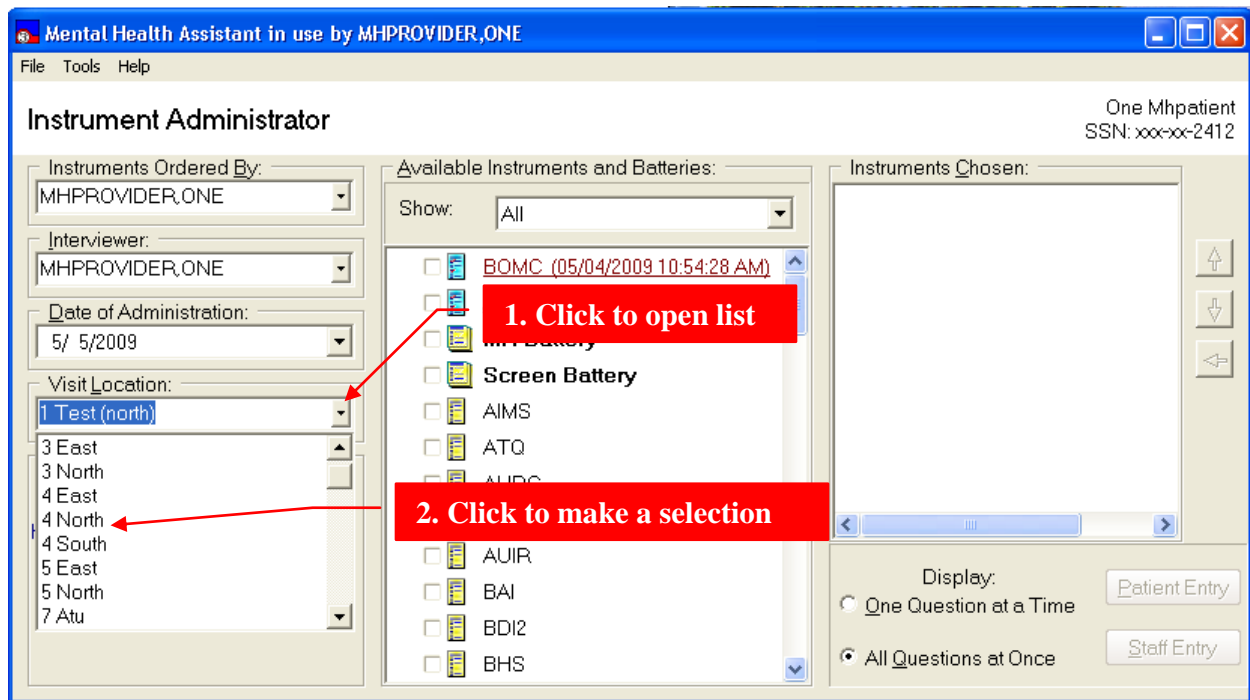 Mental Health Assistant in use by MHPROVIDER,ONE
File Tools Help
Instrument Administrator
One Mhpatient
SSN: xxx-xx-2412
Instruments Ordered By:
MHPROVIDER,ONE
Interviewer:
MHPROVIDER,ONE
Date of Administration:
5/ 5/2009
Visit Location:
1 Test (north)
3 East
3 North
4 East
4 North
4 South
5 East
5 North
7 Atu
Available Instruments and Batteries:
Show: All
BOMC (05/04/2009 10:54:28 AM)
1. Click to open list
Battery
Screen Battery
AIMS
ATQ
2. Click to make a selection
AUIR
BAI
BDI2
BHS
Instruments Chosen:
Display:
One Question at a Time
All Questions at Once
Patient Entry
Staff Entry